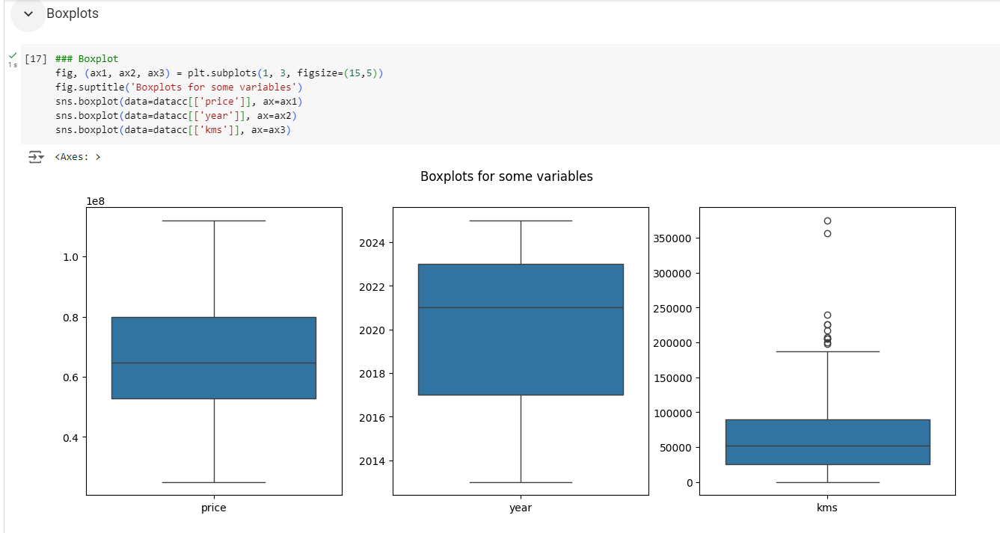 Boxplots
[17] ### Boxplot
1s
fig, (ax1, ax2, ax3) = plt.subplots(1, 3, figsize=(15,5))
fig.suptitle('Boxplots for some variables')
sns.boxplot(data=datacc[['price']], ax=ax1)
sns.boxplot(data=datacc[['year']], ax=ax2)
sns.boxplot(data=datacc[['kms']], ax=ax3)
<Axes: >
Boxplots for some variables
1e8
1.0
0.8
0.6
0.4
price
2024
2022
2020
2018
2016
2014
year
350000
300000
250000
200000
150000
100000
50000
0
kms